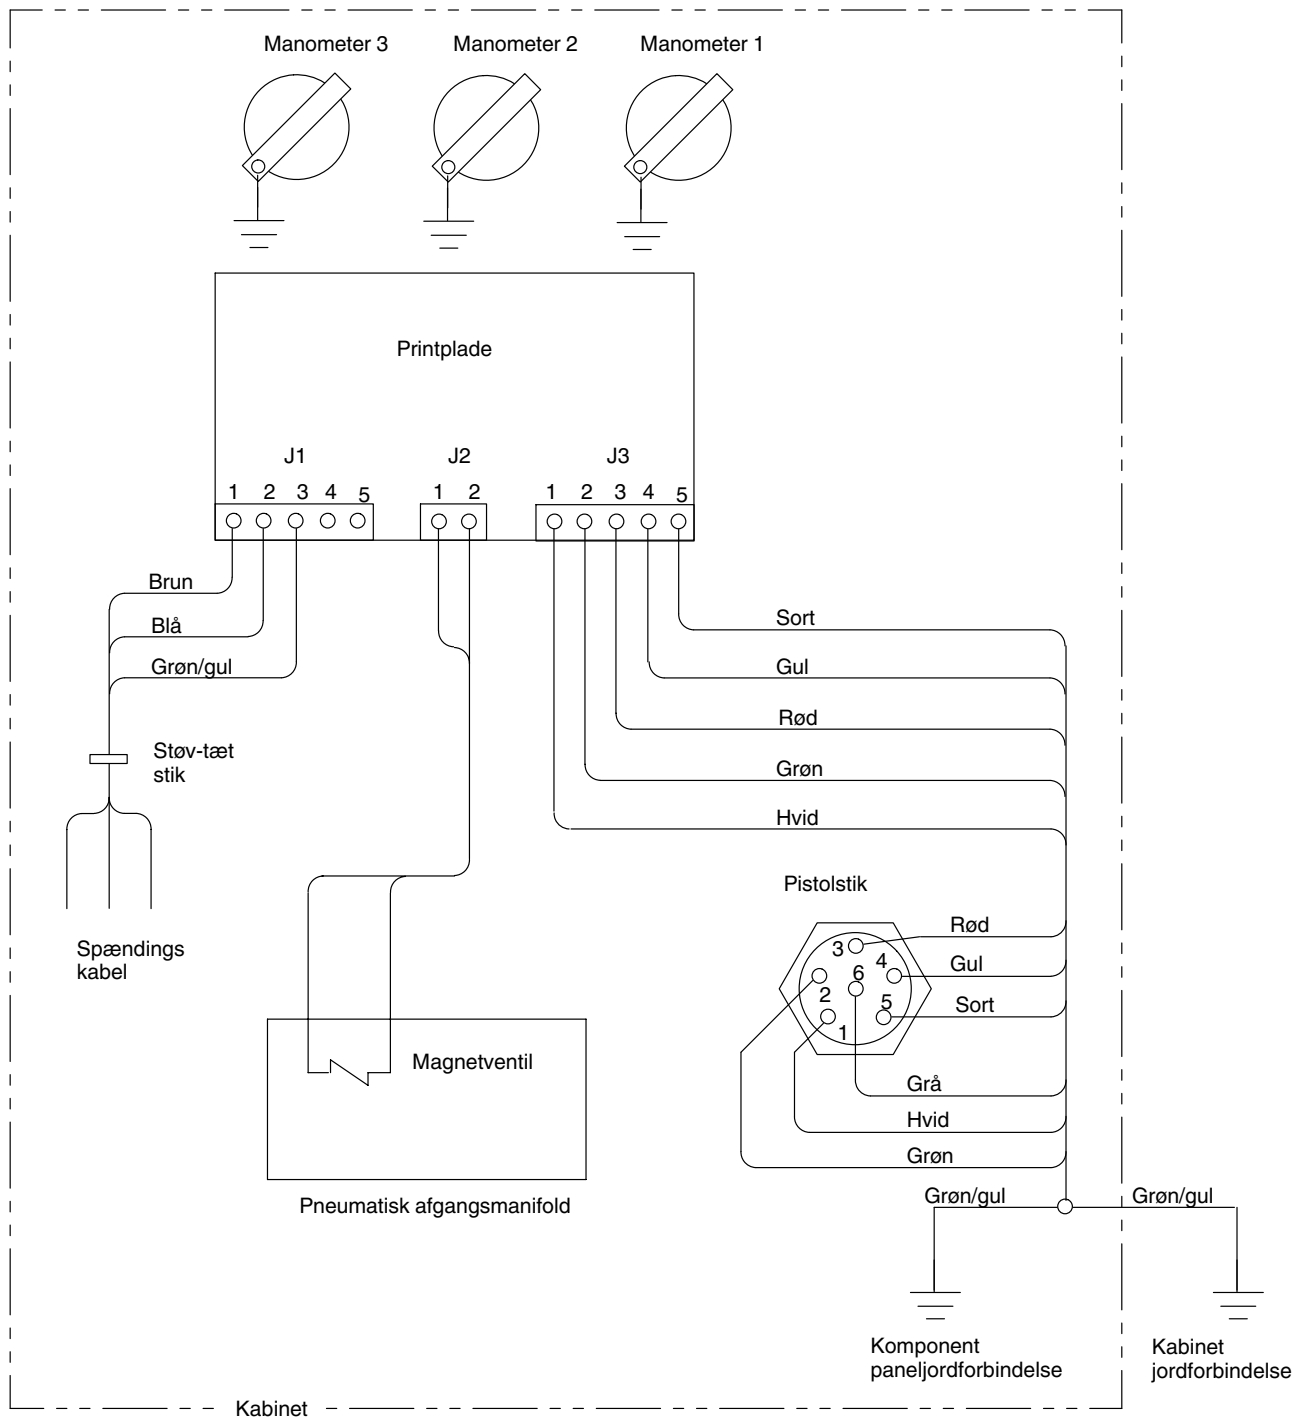 Manometer 3
Manometer 2
Manometer 1
Printplade
J1
J2
J3
1 2 3 4 5
1 2
1 2 3 4 5
Brun
Blå
Grøn/gul
Støv-tæt
stik
Spændings
kabel
Sort
Gul
Rød
Grøn
Hvid
Pistolstik
3
4
6
2
5
1
Rød
Gul
Sort
Grå
Hvid
Grøn
Magnetventil
Pneumatisk afgangsmanifold
Grøn/gul
Grøn/gul
Komponent
paneljordforbindelse
Kabinet
jordforbindelse
Kabinet